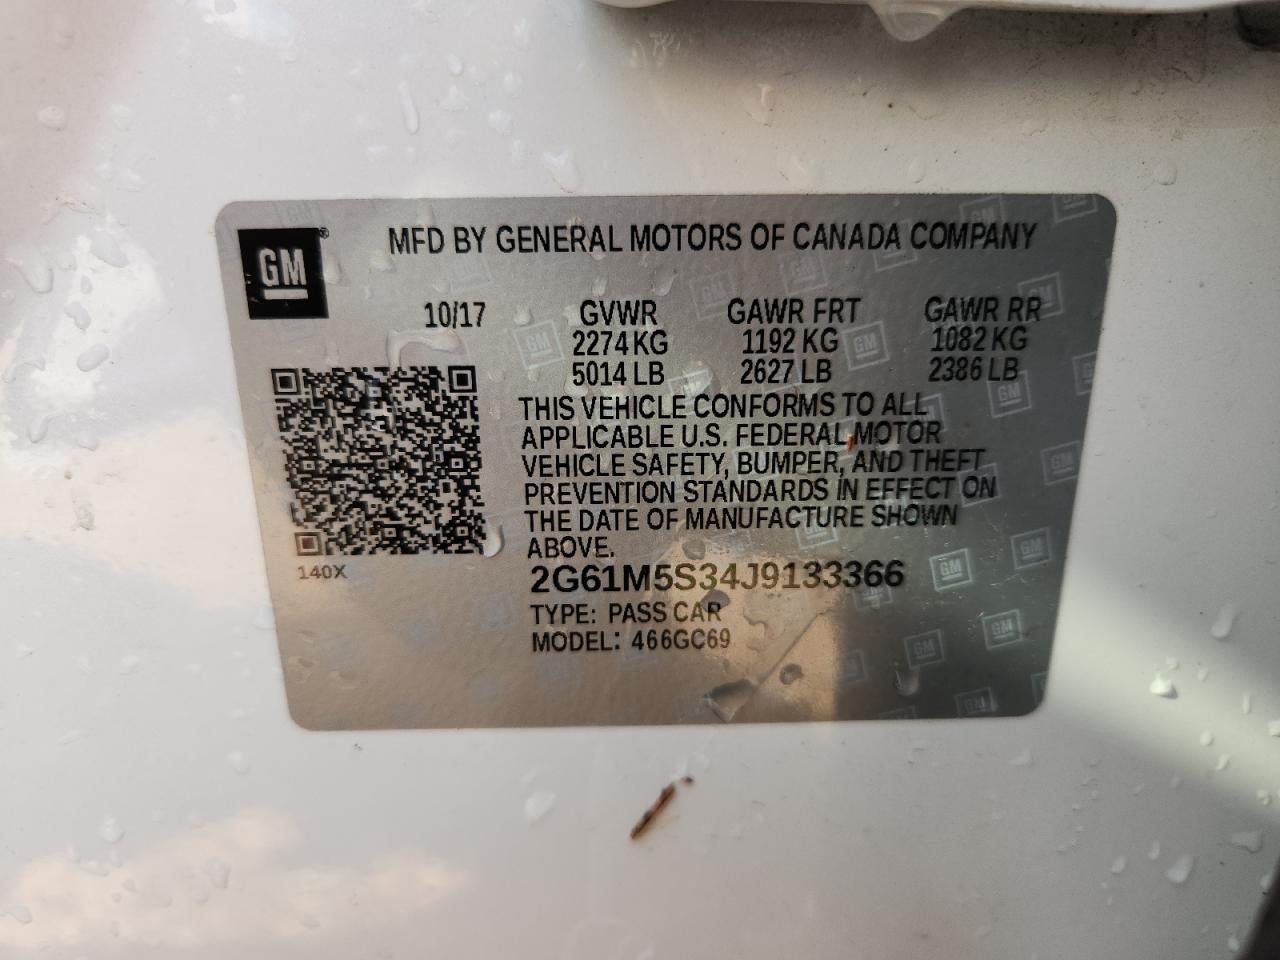 MFD BY GENERAL MOTORS OF CANADA COMPANY
GM®
10/17 GVWR GAWR FRT GAWR RR
2274 KG 1192 KG 1082 KG
5014 LB 2627 LB 2386 LB
THIS VEHICLE CONFORMS TO ALL
APPLICABLE U.S. FEDERAL MOTOR
VEHICLE SAFETY, BUMPER, AND THEFT
PREVENTION STANDARDS IN EFFECT ON
THE DATE OF MANUFACTURE SHOWN
ABOVE.
140X
2G61M5S34J9133366
TYPE: PASS CAR
MODEL: 466GC69